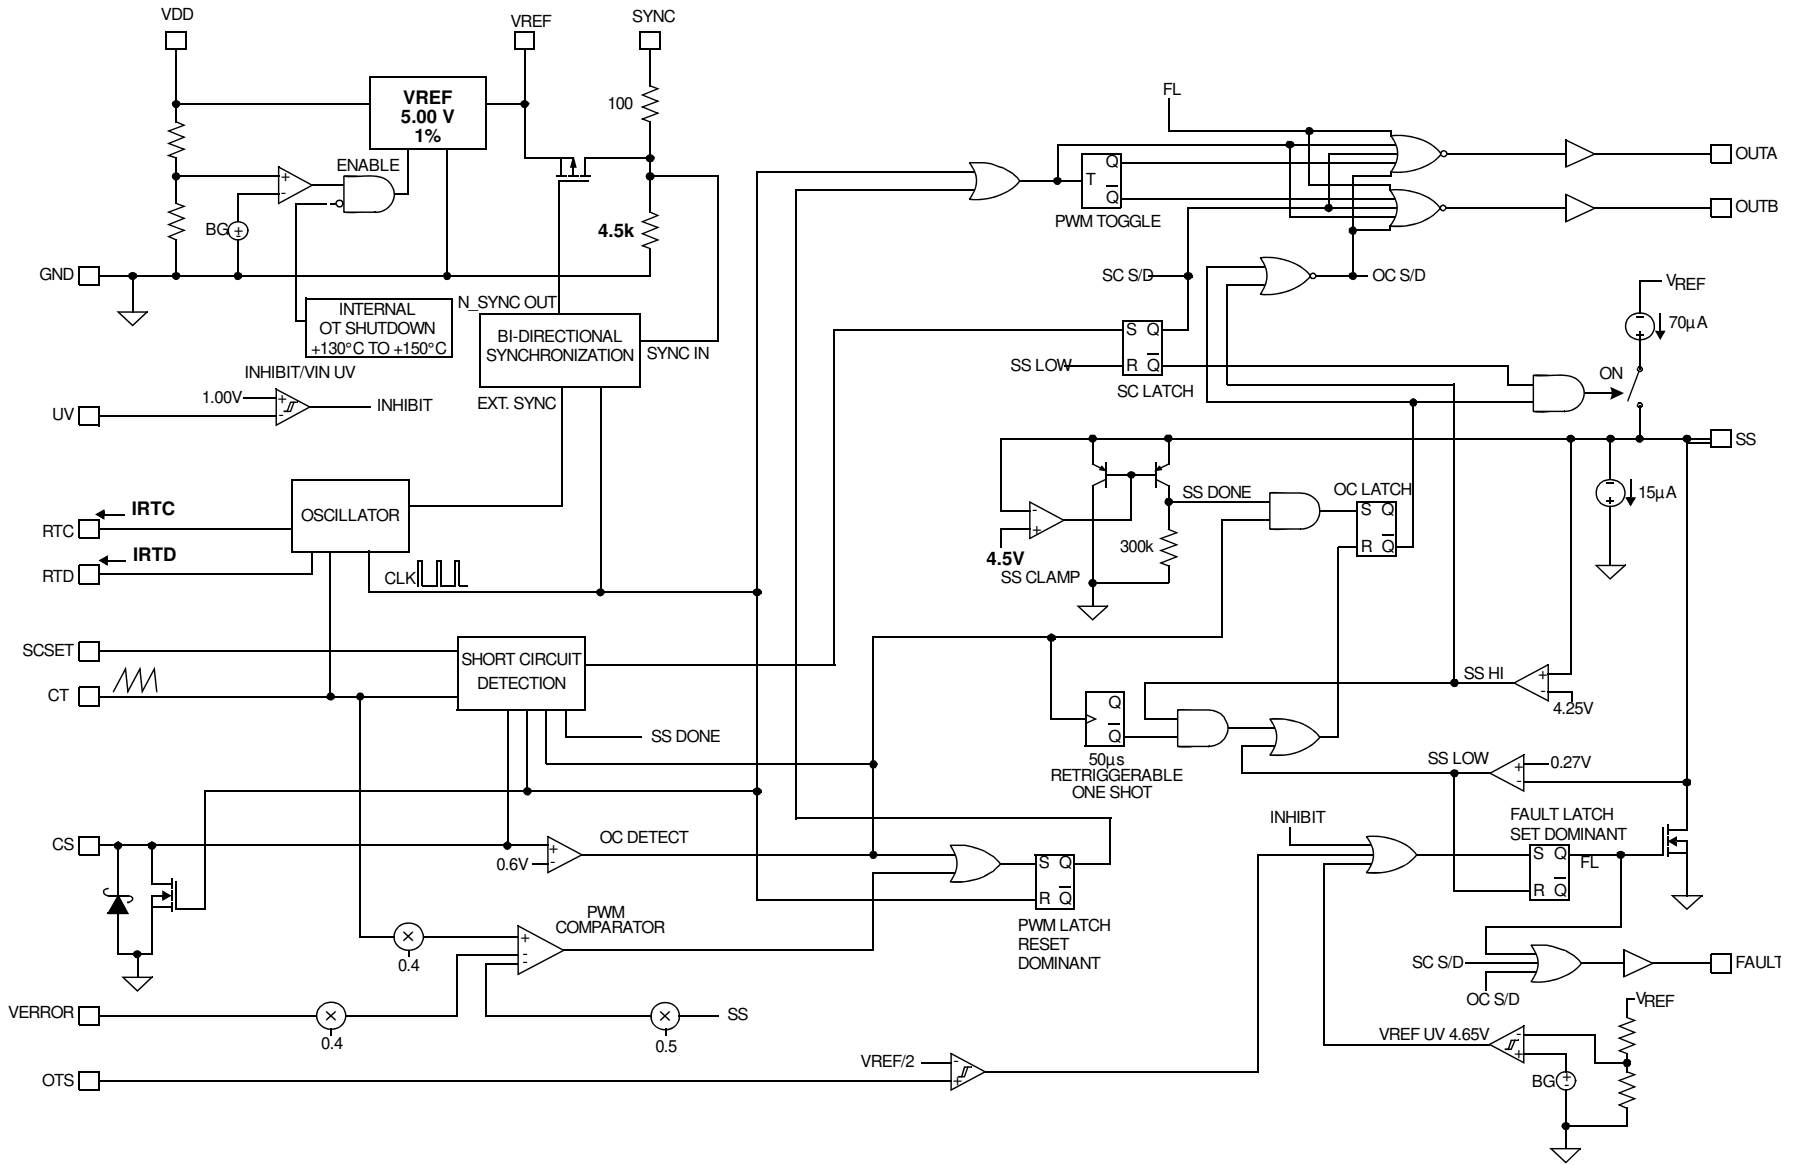 VDD
VREF
SYNC
VREF
5.00 V
1%
100
FL
ENABLE
+
-
BG
4.5k
GND
T
Q
Q
PWM TOGGLE
OUTA
OUTB
INTERNAL
OT SHUTDOWN
+130°C TO +150°C
N_SYNC OUT
BI-DIRECTIONAL
SYNCHRONIZATION
SYNC IN
EXT. SYNC
SC S/D
OC S/D
VREF
70µA
S Q
R Q
SS LOW
SC LATCH
ON
INHIBIT/VIN UV
1.00V
+
-
INHIBIT
UV
SS
15µA
OSCILLATOR
IRTC
RTC
IRTD
RTD
CLK
-
+
4.5V
SS CLAMP
300k
SS DONE
OC LATCH
S Q
R Q
SCSET
CT
SHORT CIRCUIT
DETECTION
SS DONE
Q
Q
50µs
RETRIGGERABLE
ONE SHOT
SS HI
+
-
4.25V
SS LOW
+
-
0.27V
CS
+
-
0.6V
OC DETECT
S Q
R Q
PWM LATCH
RESET
DOMINANT
INHIBIT
FAULT LATCH
SET DOMINANT
S Q
R Q
FL
×
0.4
PWM
COMPARATOR
+
-
-
SC S/D
OC S/D
FAULT
VERROR
×
0.4
×
0.5
SS
VREF
VREF UV 4.65V
-
+
BG
OTS
VREF/2
-
+